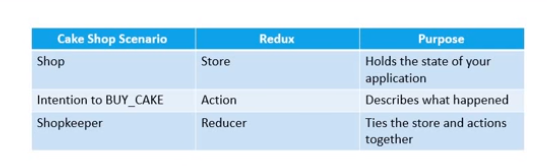 Cake Shop Scenario Redux Purpose
Shop Store Holds the state of your
application
Intention to BUY_CAKE Action Describes what happened
Shopkeeper Reducer Ties the store and actions
together